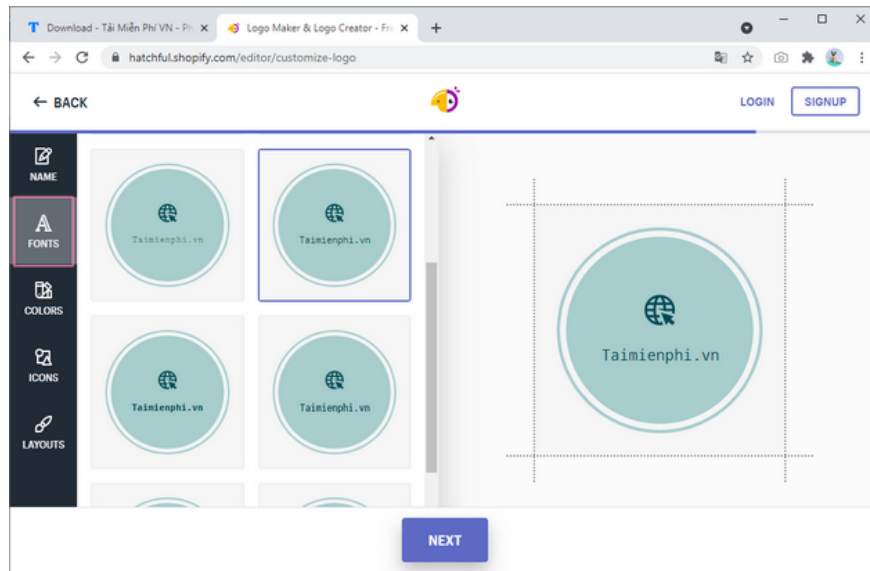 Download - Tải Miễn Phí VN - Ph
Logo Maker & Logo Creator - Fre
hatchful.shopify.com/editor/customize-logo
BACK
LOGIN
SIGNUP
NAME
FONTS
COLORS
ICONS
LAYOUTS
Taimienphi.vn
Taimienphi.vn
Taimienphi.vn
Taimienphi.vn
Taimienphi.vn
NEXT